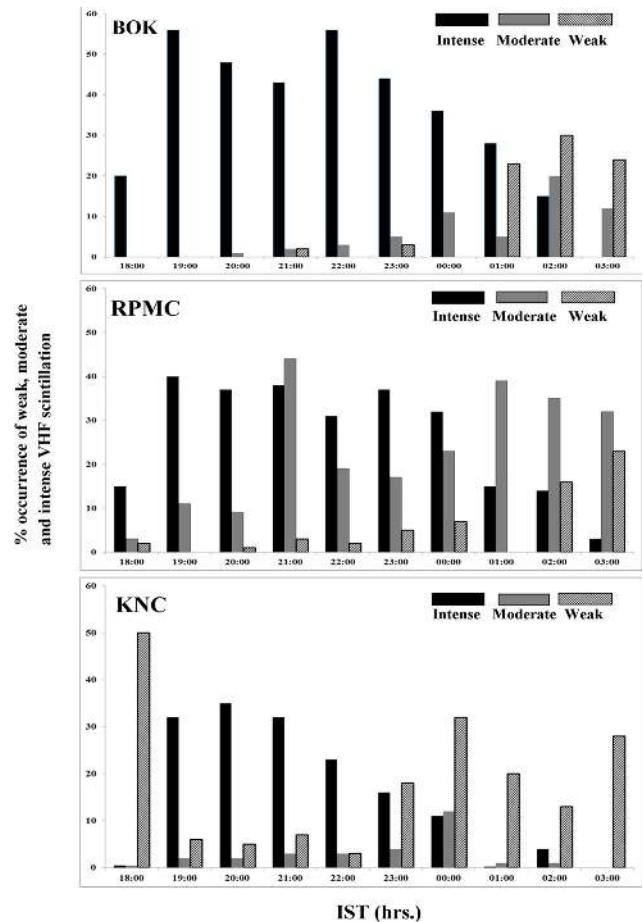 BOK
Intense Moderate Weak
60
50
40
30
20
10
0
18:00 19:00 20:00 21:00 22:00 23:00 00:00 01:00 02:00 03:00
% occurrence of weak, moderate
and intense VHF scintillation
RPMC
Intense Moderate Weak
60
50
40
30
20
10
0
18:00 19:00 20:00 21:00 22:00 23:00 00:00 01:00 02:00 03:00
KNC
Intense Moderate Weak
60
50
40
30
20
10
0
18:00 19:00 20:00 21:00 22:00 23:00 00:00 01:00 02:00 03:00
IST (hrs.)